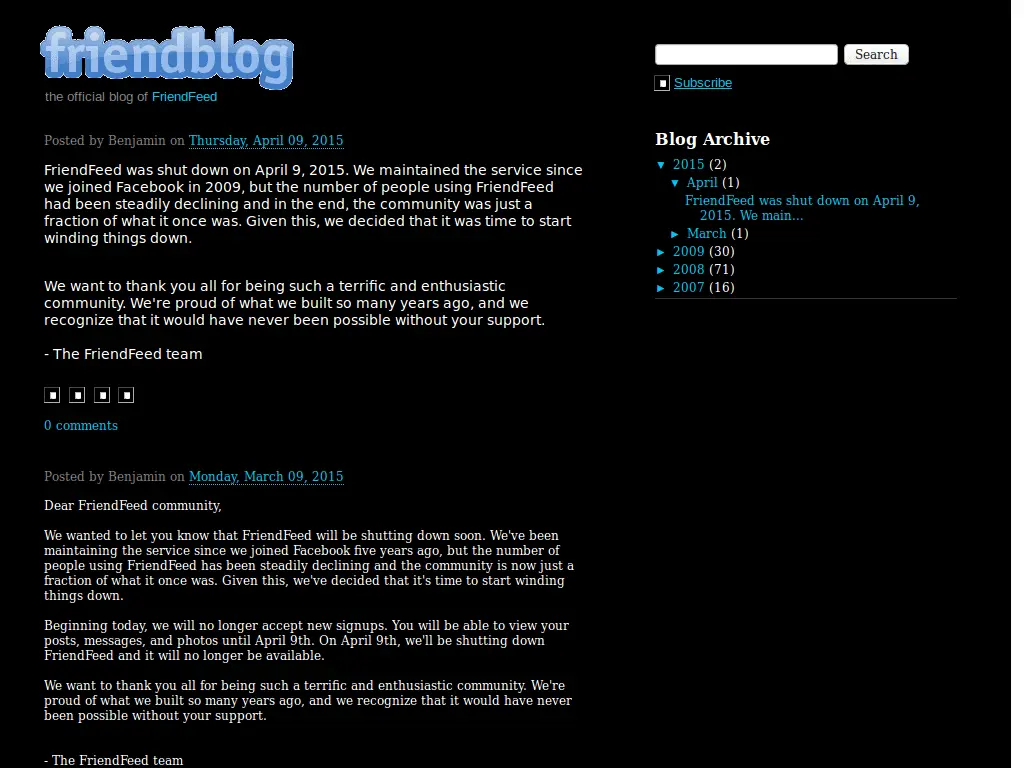 friendblog
the official blog of FriendFeed
Search
Subscribe
Posted by Benjamin on Thursday, April 09, 2015
FriendFeed was shut down on April 9, 2015. We maintained the service since
we joined Facebook in 2009, but the number of people using FriendFeed
had been steadily declining and in the end, the community was just a
fraction of what it once was. Given this, we decided that it was time to start
winding things down.
We want to thank you all for being such a terrific and enthusiastic
community. We're proud of what we built so many years ago, and we
recognize that it would have never been possible without your support.
- The FriendFeed team
0 comments
Posted by Benjamin on Monday, March 09, 2015
Dear FriendFeed community,
We wanted to let you know that FriendFeed will be shutting down soon. We've been
maintaining the service since we joined Facebook five years ago, but the number of
people using FriendFeed has been steadily declining and the community is now just a
fraction of what it once was. Given this, we've decided that it's time to start winding
things down.
Beginning today, we will no longer accept new signups. You will be able to view your
posts, messages, and photos until April 9th. On April 9th, we'll be shutting down
FriendFeed and it will no longer be available.
We want to thank you all for being such a terrific and enthusiastic community. We're
proud of what we built so many years ago, and we recognize that it would have never
been possible without your support.
- The FriendFeed team
Blog Archive
▼ 2015 (2)
▼ April (1)
FriendFeed was shut down on April 9,
2015. We main...
► March (1)
► 2009 (30)
► 2008 (71)
► 2007 (16)